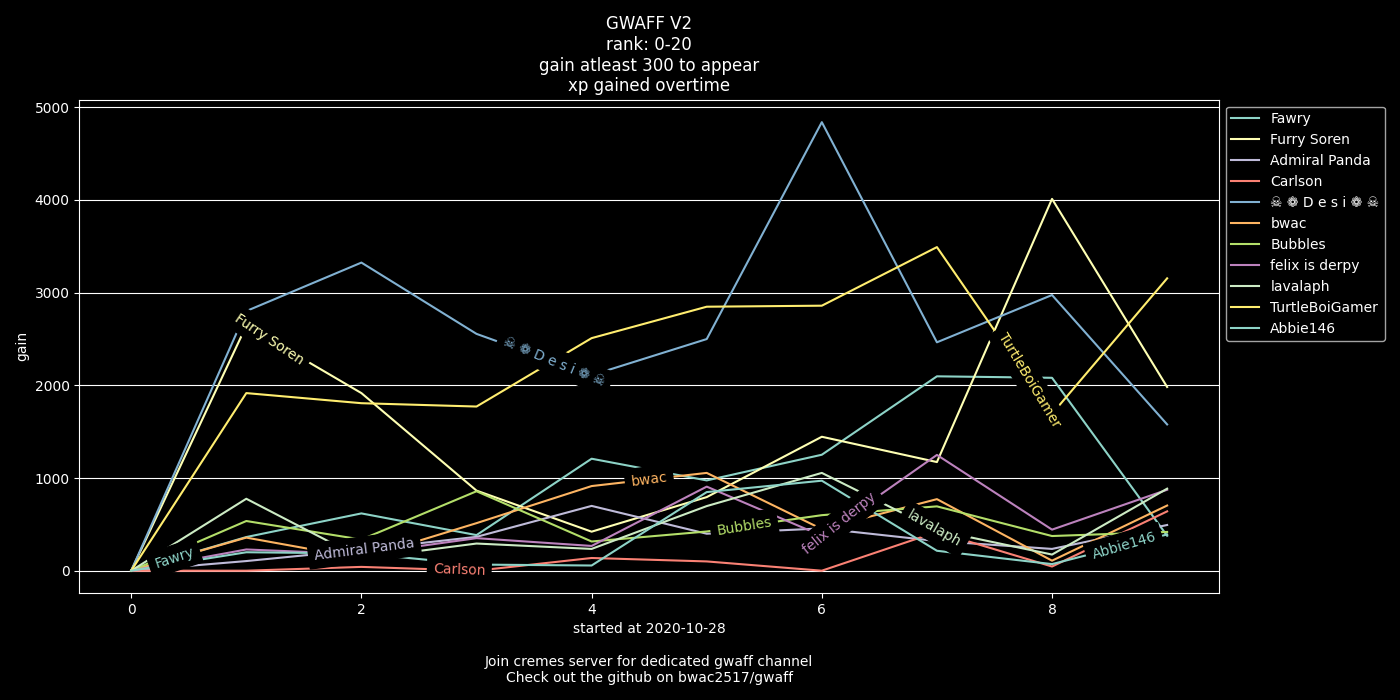 GWAFF V2
rank: 0-20
gain atleast 300 to appear
xp gained overtime
5000
4000
3000
2000
1000
0
gain
0
2
4
6
8
started at 2020-10-28
Join cremes server for dedicated gwaff channel
Check out the github on bwac2517/gwaff
Fawry
Furry Soren
Admiral Panda
Carlson
☠ ❁ D e s i ❁ ☠
bwac
Bubbles
felix is derpy
lavalaph
TurtleBoiGamer
Abbie146
Furry Soren
☠ ❁ D e s i ❁ ☠
TurtleBoiGamer
bwac
Bubbles
felix is derpy
lavalaph
Fawry
Admiral Panda
Carlson
Abbie146